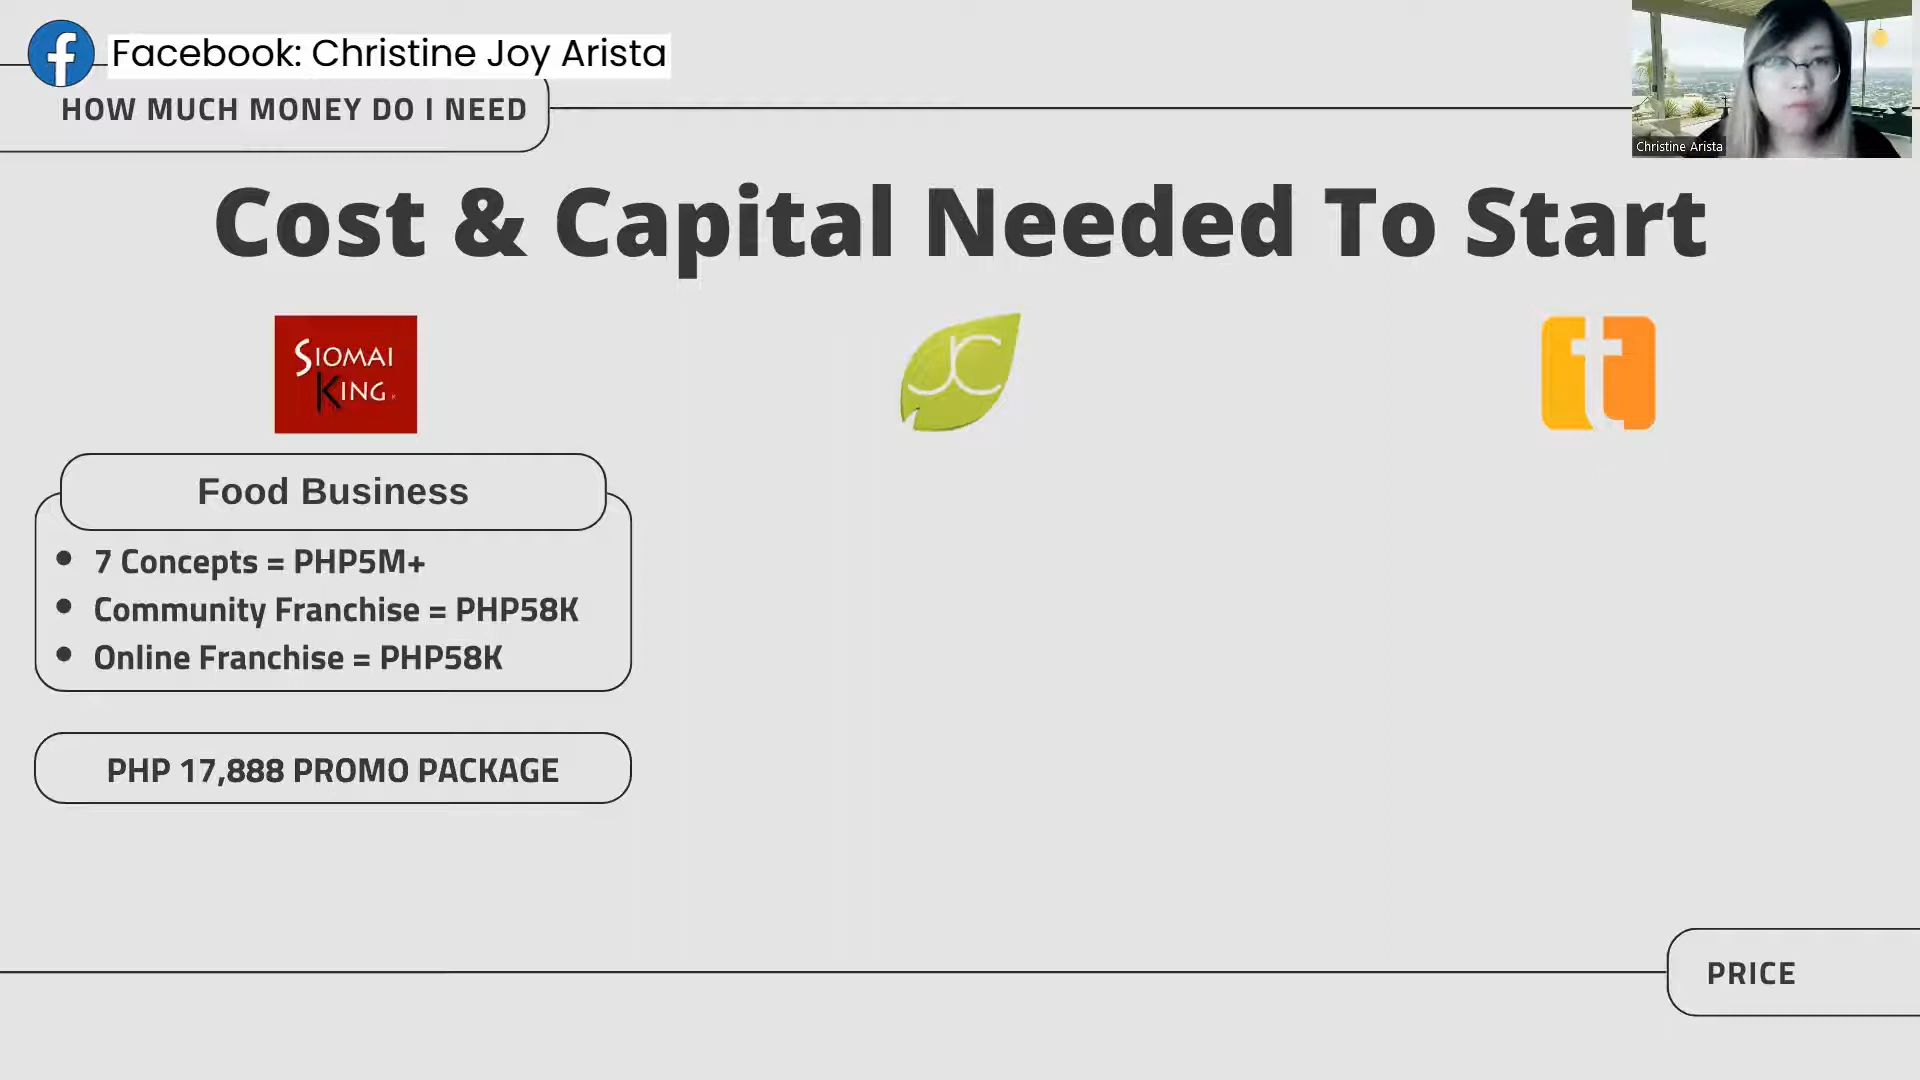 Facebook: Christine Joy Arista
HOW MUCH MONEY DO I NEED
Christine Arista
Cost & Capital Needed To Start
SIOMAI
KING
JC
t
Food Business
• 7 Concepts = PHP5M+
• Community Franchise = PHP58K
• Online Franchise = PHP58K
PHP 17,888 PROMO PACKAGE
PRICE